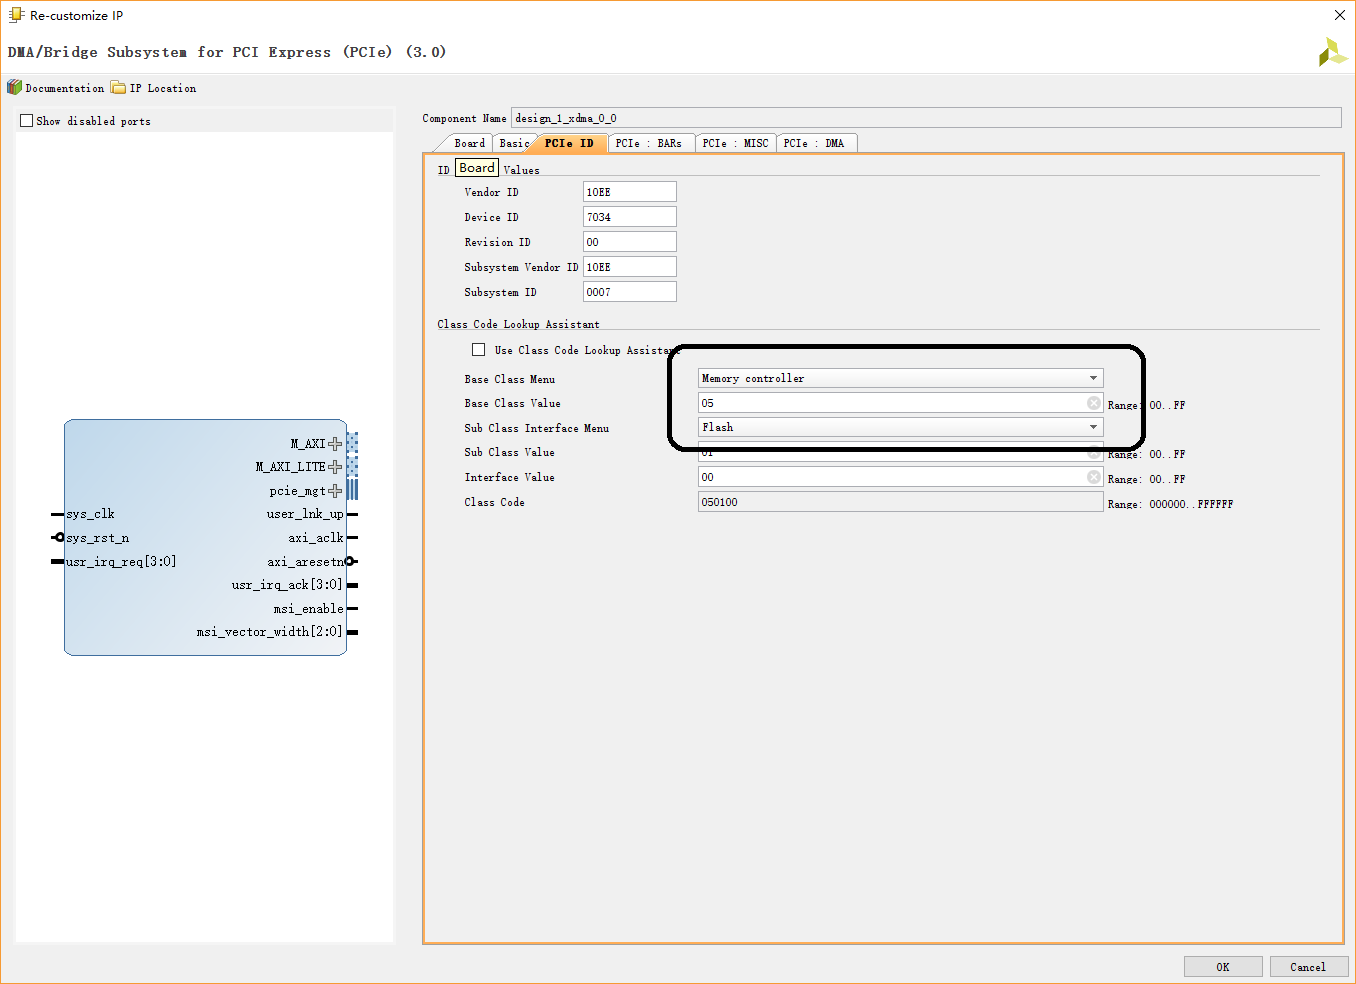 Re-customize IP
DMA/Bridge Subsystem for PCI Express (PCIe) (3.0)
Documentation IP Location
Show disabled ports
Component Name design_1_xdma_0_0
Board Basic PCIe ID PCIe : BARs PCIe : MISC PCIe : DMA
ID Board Values
Vendor ID 10EE
Device ID 7034
Revision ID 00
Subsystem Vendor ID 10EE
Subsystem ID 0007
Class Code Lookup Assistant
Use Class Code Lookup Assistant
Base Class Menu Memory controller
Base Class Value 05 Range: 00..FF
Sub Class Interface Menu Flash
Sub Class Value 01 Range: 00..FF
Interface Value 00 Range: 00..FF
Class Code 050100 Range: 000000..FFFFFF
M_AXI
M_AXI_LITE
pcie_mgt
sys_clk user_lnk_up
sys_rst_n axi_aclk
usr_irq_req[3:0] axi_aresetn
usr_irq_ack[3:0]
msi_enable
msi_vector_width[2:0]
OK Cancel